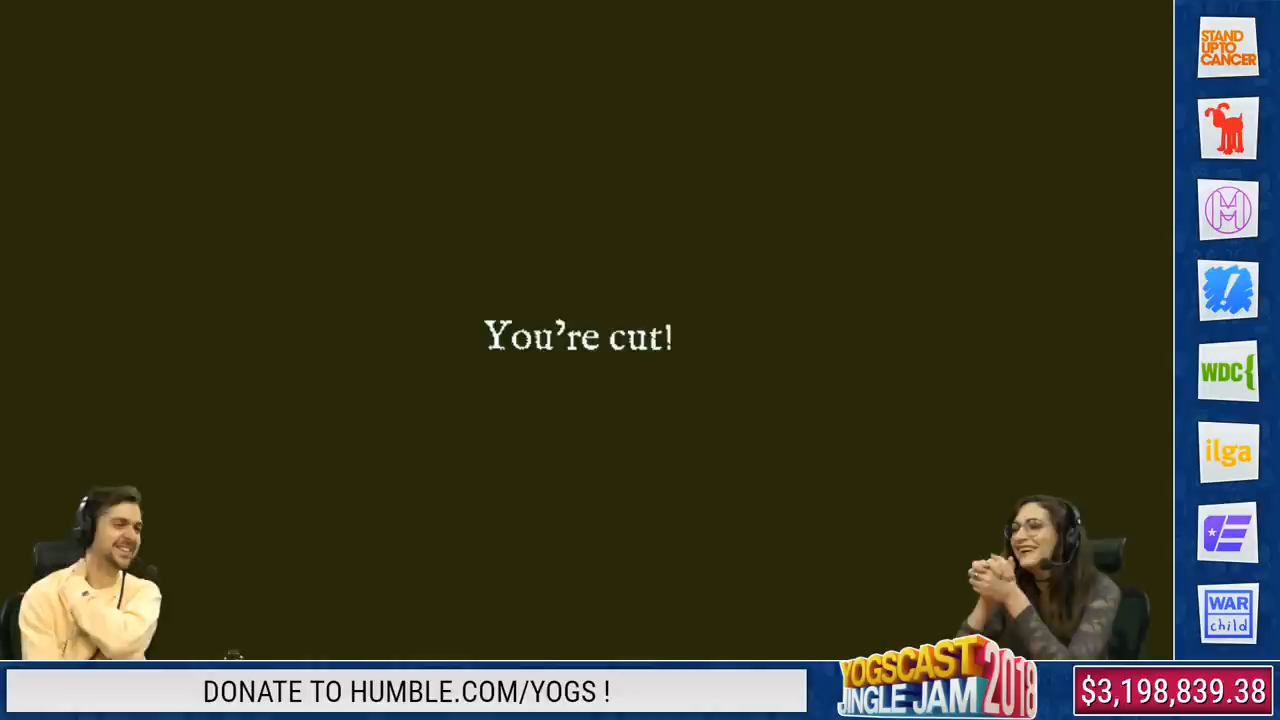 You're cut!
STAND
UP TO
CANCER
H
!
WDC{
ilga
E
WAR
child
DONATE TO HUMBLE.COM/YOGS !
YOGSCAST
JINGLE JAM
2018
$3,198,839.38